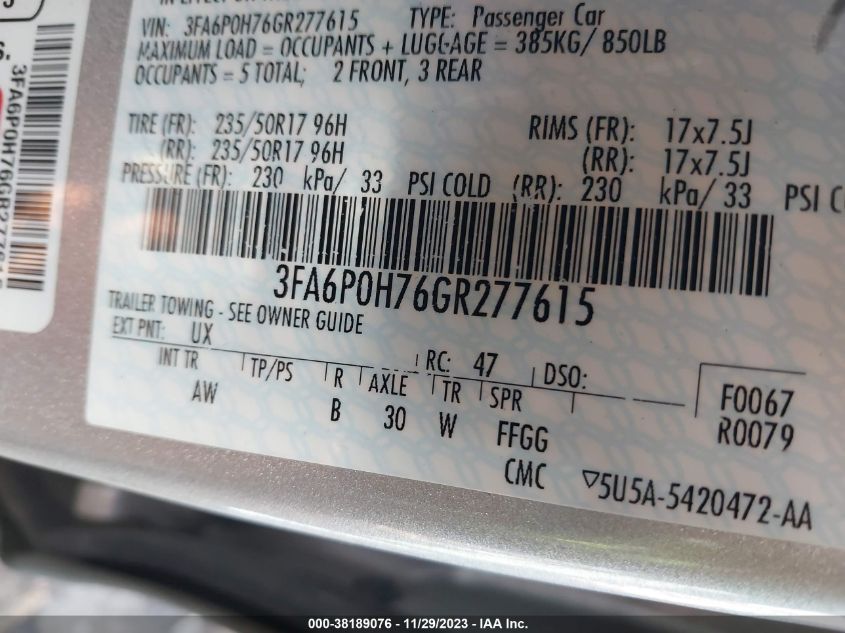 VIN: 3FA6P0H76GR277615 TYPE: Passenger Car
MAXIMUM LOAD = OCCUPANTS + LUGGAGE = 385KG/ 850LB
OCCUPANTS = 5 TOTAL; 2 FRONT, 3 REAR
TIRE (FR): 235/50R17 96H RIMS (FR): 17x7.5J
(RR): 235/50R17 96H (RR): 17x7.5J
PRESSURE (FR): 230 kPa/ 33 PSI COLD (RR): 230 kPa/ 33 PSI C
3FA6P0H76GR277615
3FA6P0H76GR277615
TRAILER TOWING - SEE OWNER GUIDE
EXT PNT: UX RC: 47 DSO:
INT TR TP/PS R AXLE TR SPR F0067
AW B 30 W FFGG R0079
CMC 5U5A-5420472-AA
000-38189076 — 11/29/2023 — IAA Inc.